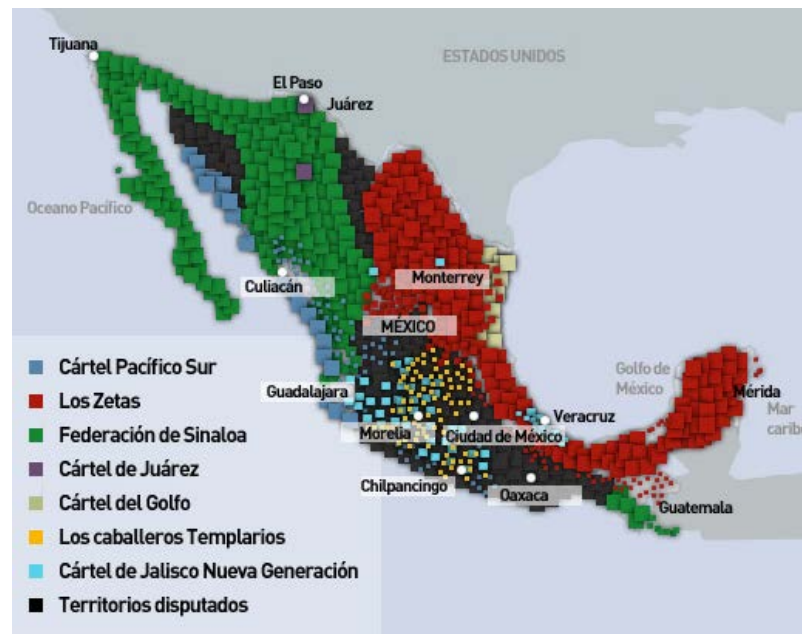 Tijuana
ESTADOS UNIDOS
El Paso
Juárez
Oceano Pacífico
Monterrey
Culiacán
MÉXICO
Golfo de
México
Mérida
Mar
carib
Guadalajara
Veracruz
Morelia
Ciudad de México
Chilpancingo
Oaxaca
Guatemala
Cártel Pacífico Sur
Los Zetas
Federación de Sinaloa
Cártel de Juárez
Cártel del Golfo
Los caballeros Templarios
Cártel de Jalisco Nueva Generación
Territorios disputados